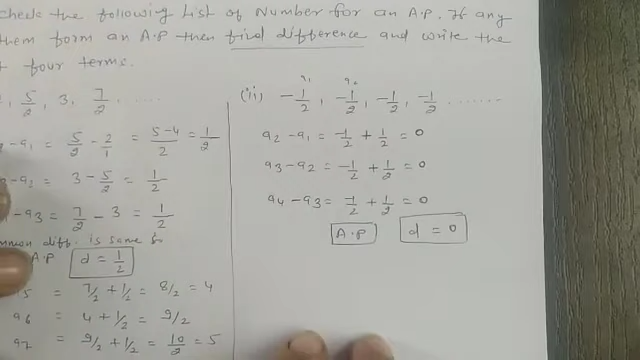 check the following list of Number for an A.P. If any
them form an A.P then find difference and write the
four terms.
, 5/2, 3, 7/2, ......
- a1 = 5/2 - 2/1 = 5-4/2 = 1/2
- a2 = 3 - 5/2 = 1/2
- a3 = 7/2 - 3 = 1/2
diff. is same
A.P d = 1/2
= 7/2 + 1/2 = 8/2 = 4
a6 = 4 + 1/2 = 9/2
a7 = 9/2 + 1/2 = 10/2 = 5
a1 a2
(ii) -1/2, -1/2, -1/2, -1/2 .......
a2 - a1 = -1/2 + 1/2 = 0
a3 - a2 = -1/2 + 1/2 = 0
a4 - a3 = -1/2 + 1/2 = 0
A.P d = 0